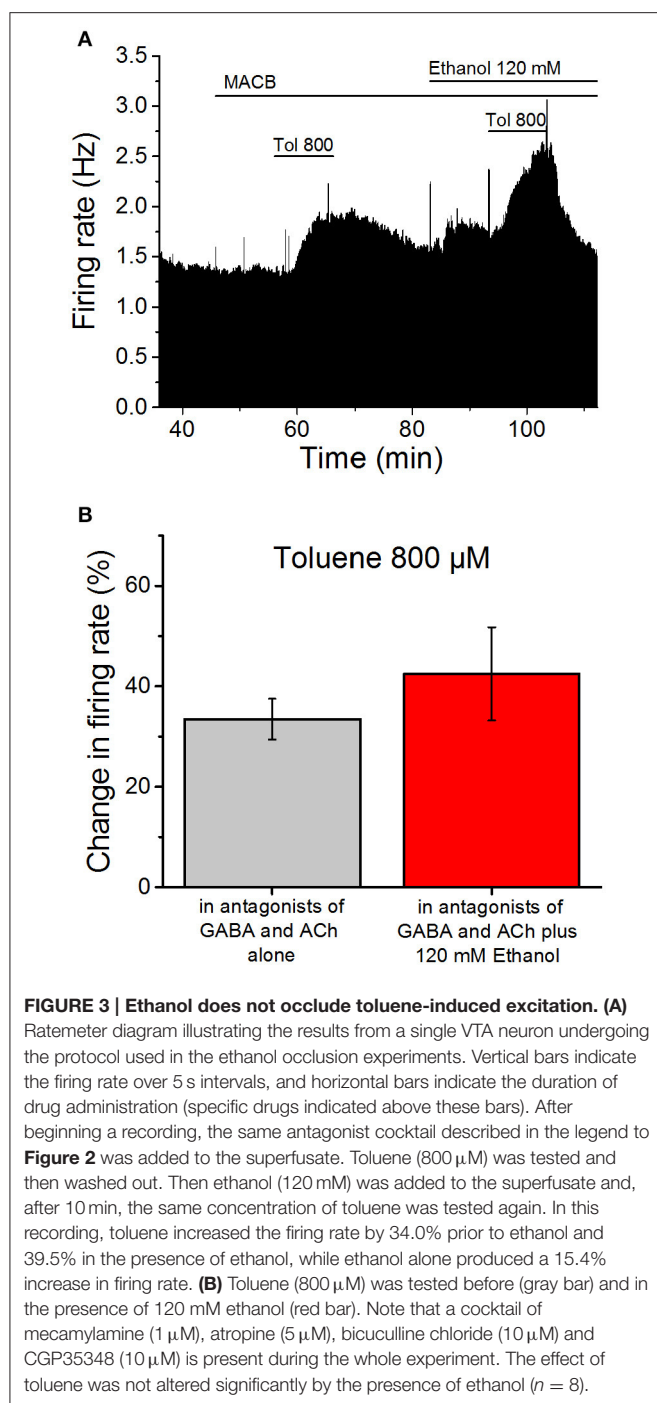 A
Ethanol 120 mM
MACB
Tol 800
Tol 800
3.5
3.0
2.5
2.0
1.5
1.0
0.5
0.0
Firing rate (Hz)
40 60 80 100
Time (min)
B
Toluene 800 μM
60
40
20
0
Change in firing rate (%)
in antagonists of
GABA and ACh
alone
in antagonists of
GABA and ACh plus
120 mM Ethanol
FIGURE 3 | Ethanol does not occlude toluene-induced excitation. (A)
Ratemeter diagram illustrating the results from a single VTA neuron undergoing
the protocol used in the ethanol occlusion experiments. Vertical bars indicate
the firing rate over 5 s intervals, and horizontal bars indicate the duration of
drug administration (specific drugs indicated above these bars). After
beginning a recording, the same antagonist cocktail described in the legend to
Figure 2 was added to the superfusate. Toluene (800 μM) was tested and
then washed out. Then ethanol (120 mM) was added to the superfusate and,
after 10 min, the same concentration of toluene was tested again. In this
recording, toluene increased the firing rate by 34.0% prior to ethanol and
39.5% in the presence of ethanol, while ethanol alone produced a 15.4%
increase in firing rate. (B) Toluene (800 μM) was tested before (gray bar) and in
the presence of 120 mM ethanol (red bar). Note that a cocktail of
mecamylamine (1 μM), atropine (5 μM), bicuculline chloride (10 μM) and
CGP35348 (10 μM) is present during the whole experiment. The effect of
toluene was not altered significantly by the presence of ethanol (n = 8).